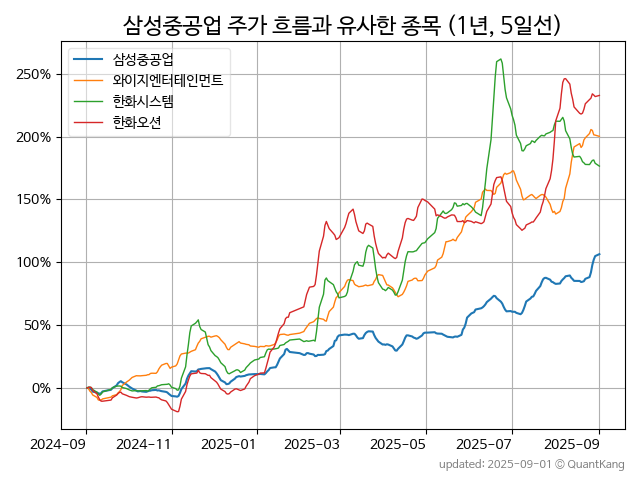 삼성중공업 주가 흐름과 유사한 종목 (1년, 5일선)
삼성중공업
와이지엔터테인먼트
한화시스템
한화오션
250%
200%
150%
100%
50%
0%
2024-09 2024-11 2025-01 2025-03 2025-05 2025-07 2025-09
updated: 2025-09-01 © QuantKang